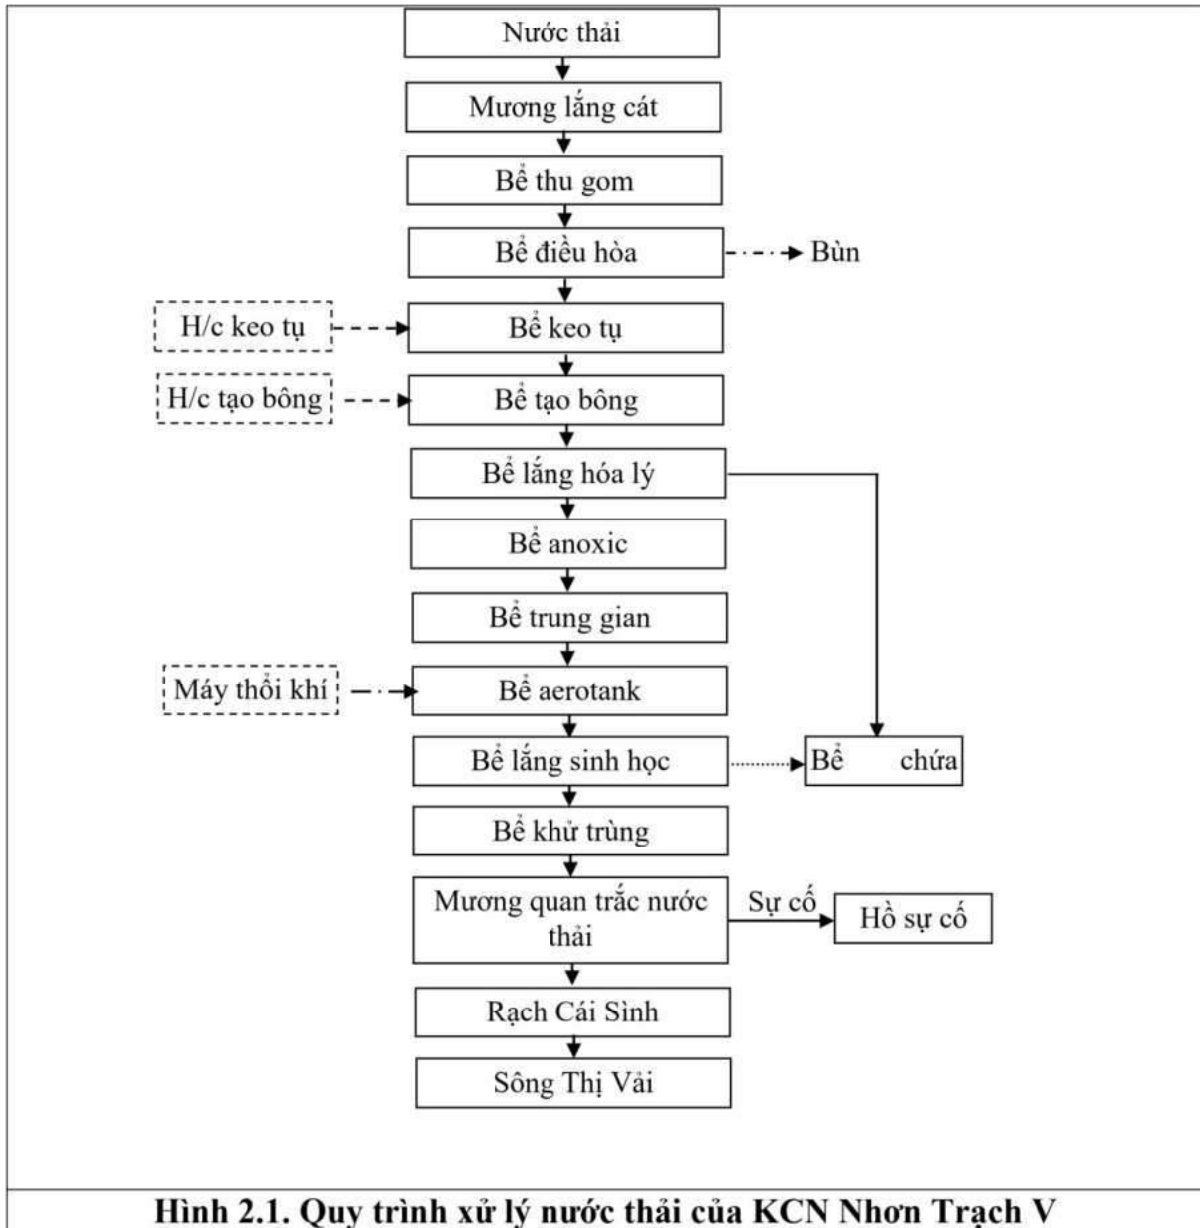 Nước thải
Mương lắng cát
Bể thu gom
Bể điều hòa
Bùn
H/c keo tụ
Bể keo tụ
H/c tạo bông
Bể tạo bông
Bể lắng hóa lý
Bể anoxic
Bể trung gian
Máy thổi khí
Bể aerotank
Bể lắng sinh học
Bể chứa
Bể khử trùng
Mương quan trắc nước
thải
Sự cố
Hồ sự cố
Rạch Cái Sình
Sông Thị Vải
Hình 2.1. Quy trình xử lý nước thải của KCN Nhơn Trạch V